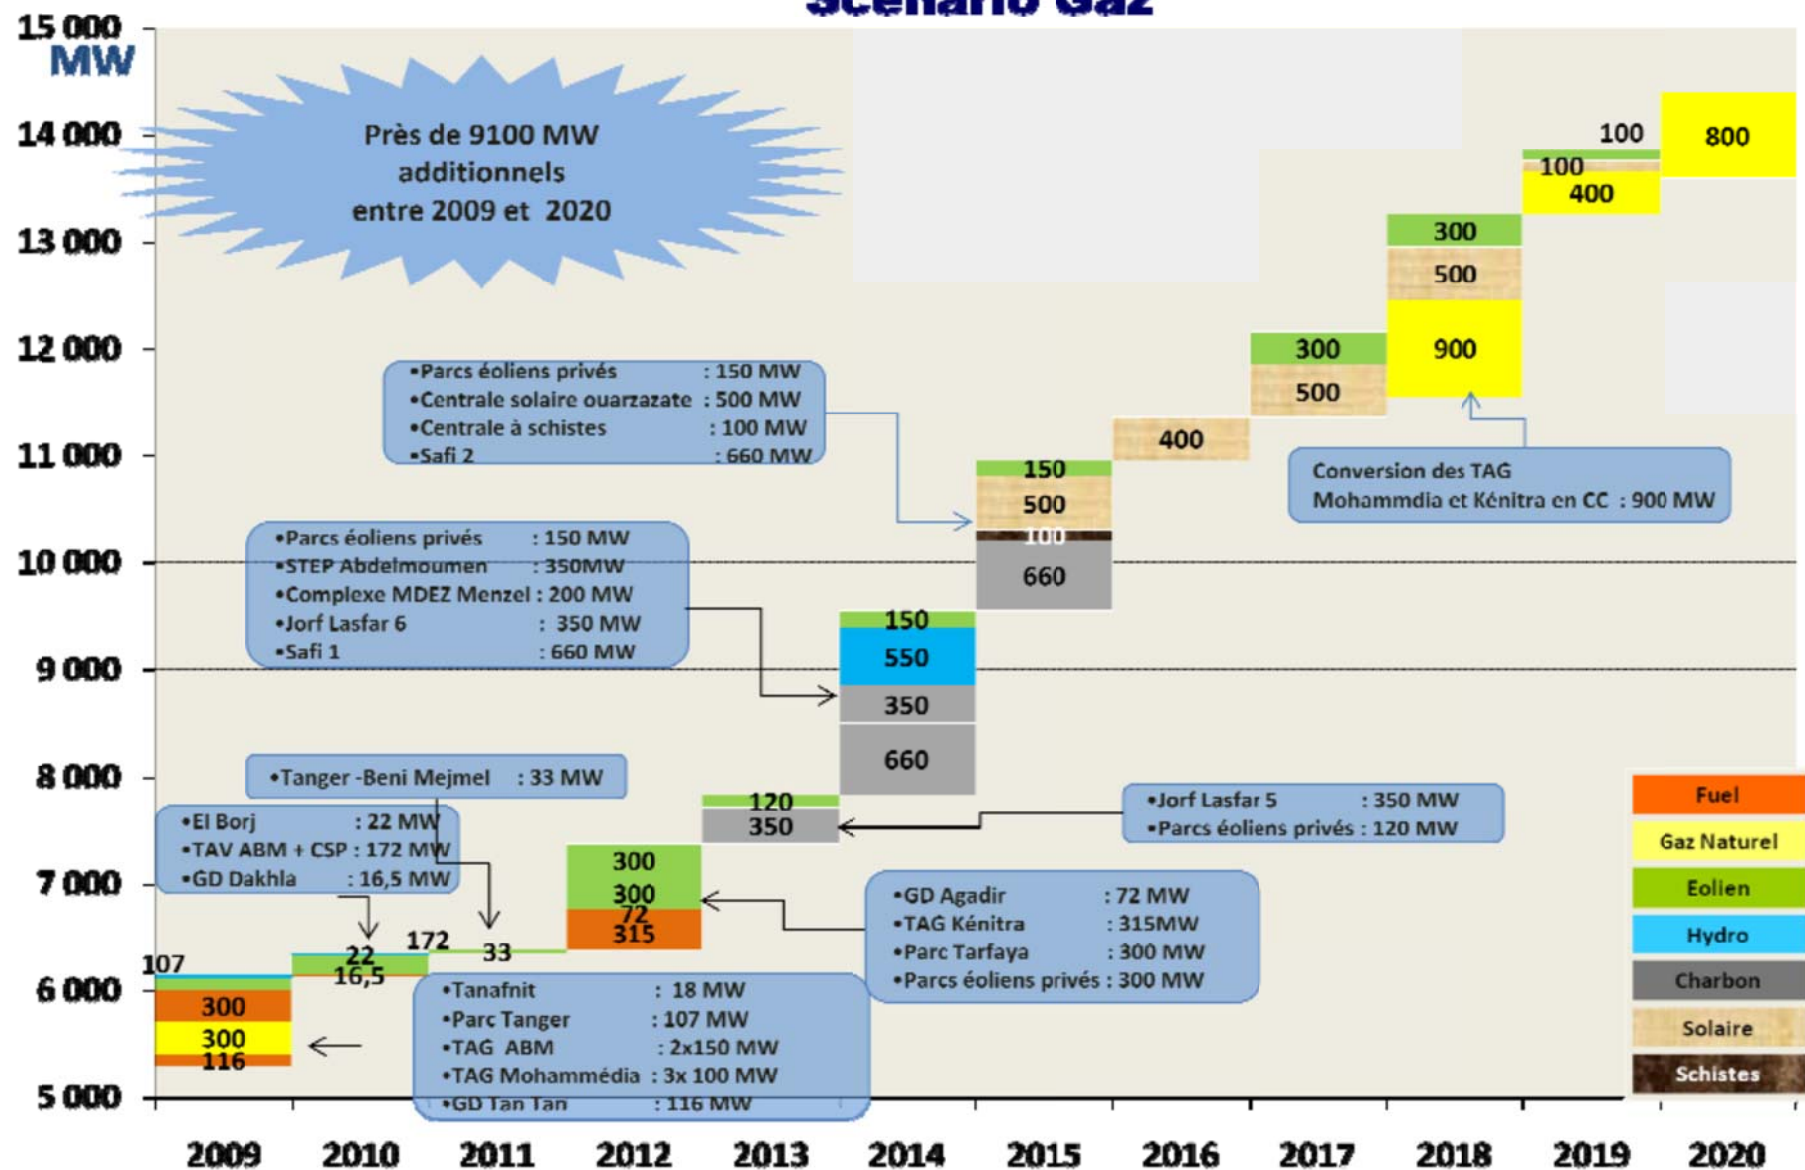 Scénario Gaz
15 000
MW
14 000
13 000
12 000
11 000
10 000
9 000
8 000
7 000
6 000
5 000
Près de 9100 MW
additionnels
entre 2009 et 2020
•Parcs éoliens privés : 150 MW
•Centrale solaire ouarzazate : 500 MW
•Centrale à schistes : 100 MW
•Safi 2 : 660 MW
•Parcs éoliens privés : 150 MW
•STEP Abdelmoumen : 350MW
•Complexe MDEZ Menzel : 200 MW
•Jorf Lasfar 6 : 350 MW
•Safi 1 : 660 MW
•Tanger -Beni Mejmel : 33 MW
•El Borj : 22 MW
•TAV ABM + CSP : 172 MW
•GD Dakhla : 16,5 MW
•Tanafnit : 18 MW
•Parc Tanger : 107 MW
•TAG ABM : 2x150 MW
•TAG Mohammédia : 3x 100 MW
•GD Tan Tan : 116 MW
•GD Agadir : 72 MW
•TAG Kénitra : 315MW
•Parc Tarfaya : 300 MW
•Parcs éoliens privés : 300 MW
•Jorf Lasfar 5 : 350 MW
•Parcs éoliens privés : 120 MW
Conversion des TAG
Mohammdia et Kénitra en CC : 900 MW
107
300
300
116
22
16,5
172
33
300
300
72
315
120
350
150
550
350
660
150
500
100
660
400
300
500
300
500
900
100
100
400
800
Fuel
Gaz Naturel
Eolien
Hydro
Charbon
Solaire
Schistes
2009 2010 2011 2012 2013 2014 2015 2016 2017 2018 2019 2020